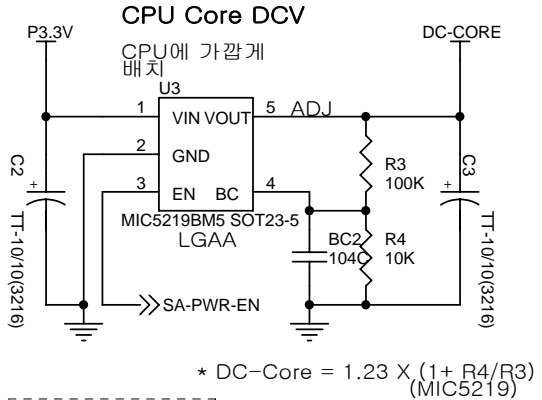 CPU Core DCV
P3.3V
DC-CORE
CPU에 가깝게
배치
U3
1
VIN
VOUT
5
ADJ
2
GND
3
EN
BC
4
MIC5219BM5 SOT23-5
LGAA
C2
+
TT-10/10(3216)
R3
100K
C3
+
TT-10/10(3216)
BC2
104C
R4
10K
SA-PWR-EN
* DC-Core = 1.23 X (1+ R4/R3)
(MIC5219)